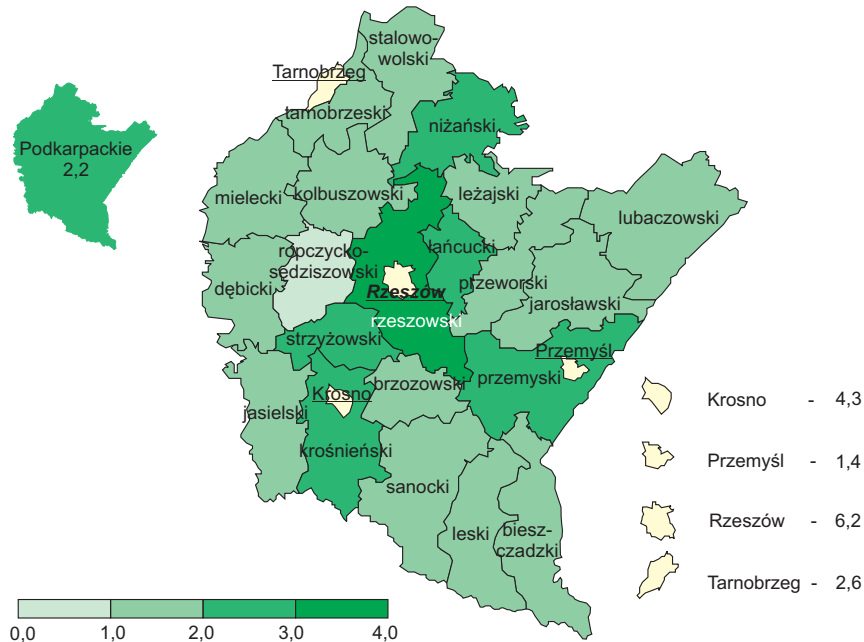 stalowo-
wolski
Tarnobrzeg
tarnobrzeski
niżański
Podkarpackie
2,2
mielecki
kolbuszowski
leżajski
lubaczowski
ropczycko-
sędziszowski
łańcucki
dębicki
Rzeszów
przeworski
jarosławski
rzeszowski
strzyżowski
Przemyśl
jasielski
Krosno
brzozowski
przemyski
krośnieński
sanocki
leski
biesz-
czadzki
Krosno - 4,3
Przemyśl - 1,4
Rzeszów - 6,2
Tarnobrzeg - 2,6
0,0 1,0 2,0 3,0 4,0